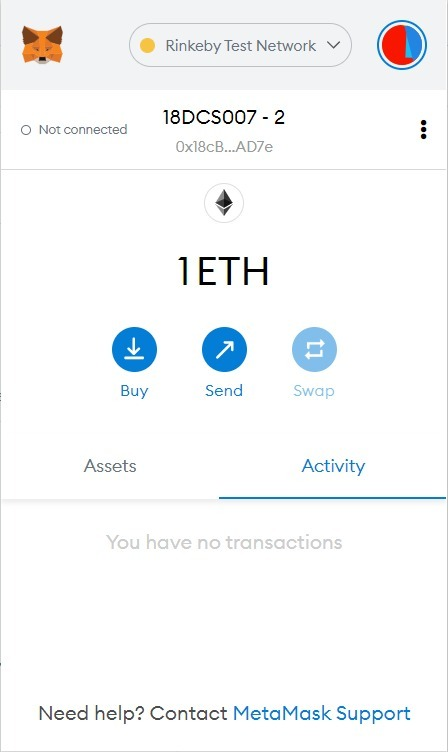 Rinkeby Test Network
Not connected
18DCS007 - 2
0x18cB...AD7e
1 ETH
Buy
Send
Swap
Assets
Activity
You have no transactions
Need help? Contact MetaMask Support